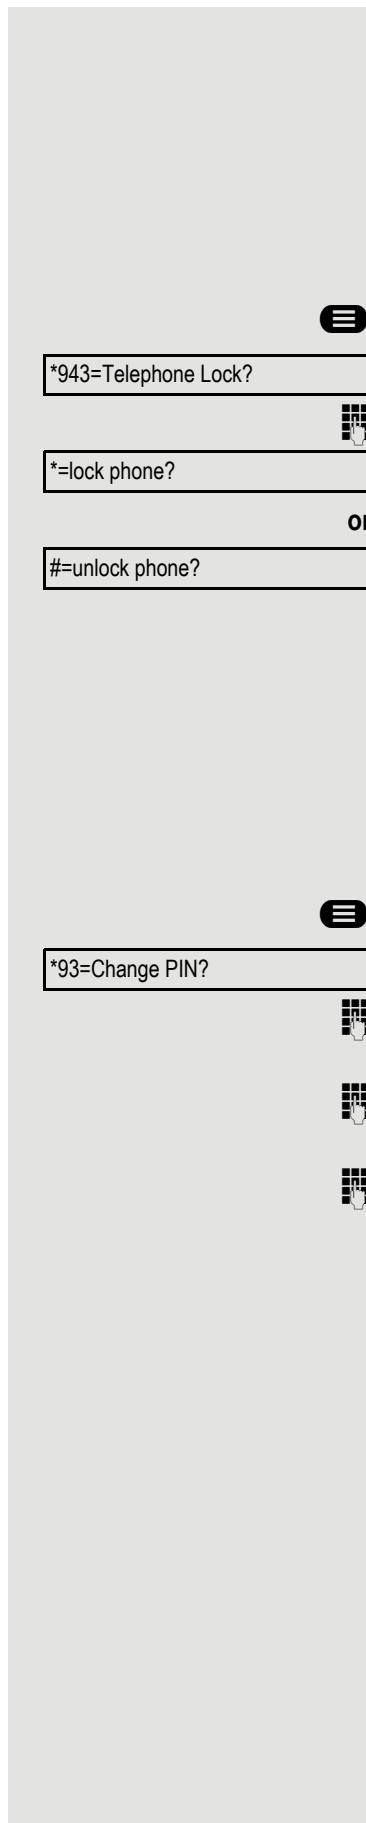 *943=Telephone Lock?
*=lock phone?
or
#=unlock phone?
*93=Change PIN?